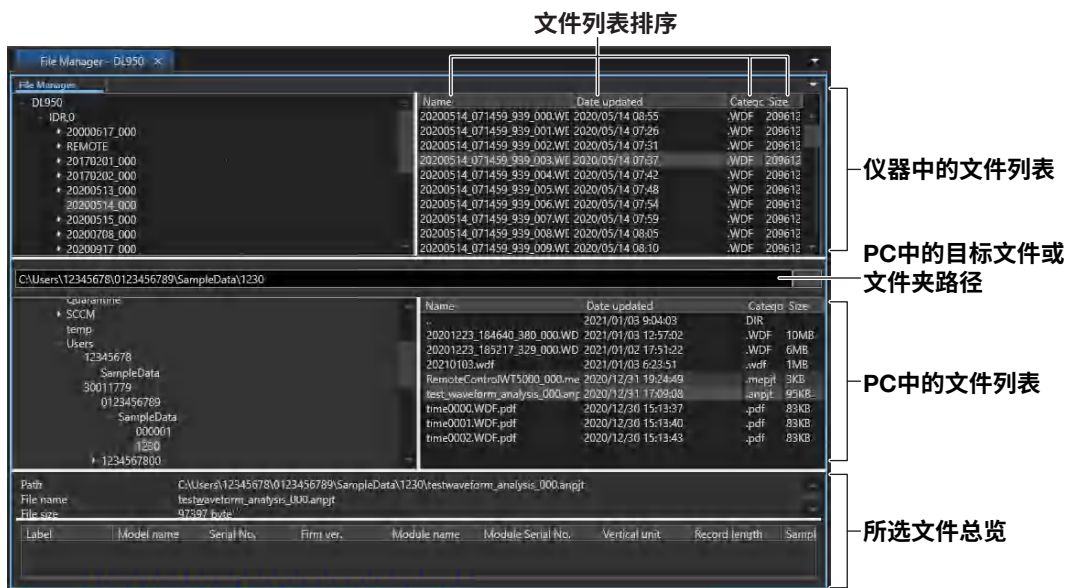 文件列表排序
File Manager - DL950 ×
File Manager
DL950
IDR,0
20000617_000
REMOTE
20170201_000
20170202_000
20200513_000
20200514_000
20200515_000
20200708_000
20200917_000
Name Date updated Categc Size
20200514_071459_939_000.WD 2020/05/14 08:55 .WDF 209612
20200514_071459_939_001.WD 2020/05/14 07:26 .WDF 209612
20200514_071459_939_002.WD 2020/05/14 07:31 .WDF 209612
20200514_071459_939_003.WD 2020/05/14 07:37 .WDF 209612
20200514_071459_939_004.WD 2020/05/14 07:42 .WDF 209612
20200514_071459_939_005.WD 2020/05/14 07:48 .WDF 209612
20200514_071459_939_006.WD 2020/05/14 07:54 .WDF 209612
20200514_071459_939_007.WD 2020/05/14 07:59 .WDF 209612
20200514_071459_939_008.WD 2020/05/14 08:05 .WDF 209612
20200514_071459_939_009.WD 2020/05/14 08:10 .WDF 209612
仪器中的文件列表
PC中的目标文件或
文件夹路径
C:\Users\12345678\0123456789\SampleData\1230
Quarantine
SCCM
temp
Users
12345678
SampleData
30011779
0123456789
SampleData
000001
1230
1234567800
Name Date updated Catego Size
.. 2021/01/03 9:04:03 DIR
20201223_184640_380_000.WD 2021/01/03 12:57:02 .WDF 10MB
20201223_185217_329_000.WD 2021/01/02 17:51:22 .WDF 6MB
20210103.wdf 2021/01/03 6:23:51 .wdf 1MB
RemoteControlWT5000_000.me 2020/12/31 19:24:49 .mepjt 3KB
test_waveform_analysis_000.anp 2020/12/31 17:09:08 .anpjt 95KB
time0000.WDF.pdf 2020/12/30 15:13:37 .pdf 83KB
time0001.WDF.pdf 2020/12/30 15:13:40 .pdf 83KB
time0002.WDF.pdf 2020/12/30 15:13:43 .pdf 83KB
PC中的文件列表
Path C:\Users\12345678\0123456789\SampleData\1230\testwaveform_analysis_000.anpjt
File name testwaveform_analysis_000.anpjt
File size 97397 byte
Label Model name Serial No. Firm ver. Module name Module Serial No. Vertical unit Record length Sampl
所选文件总览